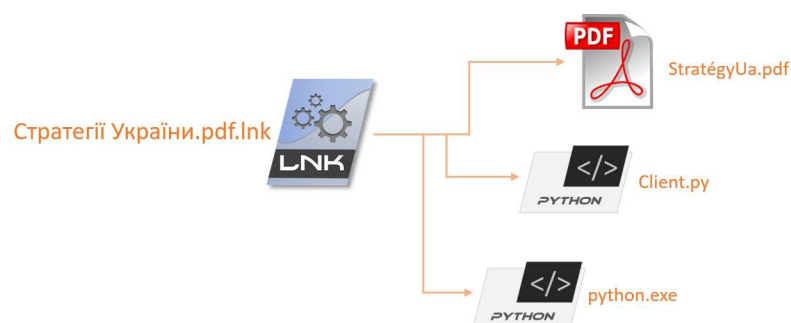 PDF
StratégyUa.pdf
Стратегії України.pdf.lnk
LNK
</>
PYTHON
Client.py
</>
PYTHON
python.exe